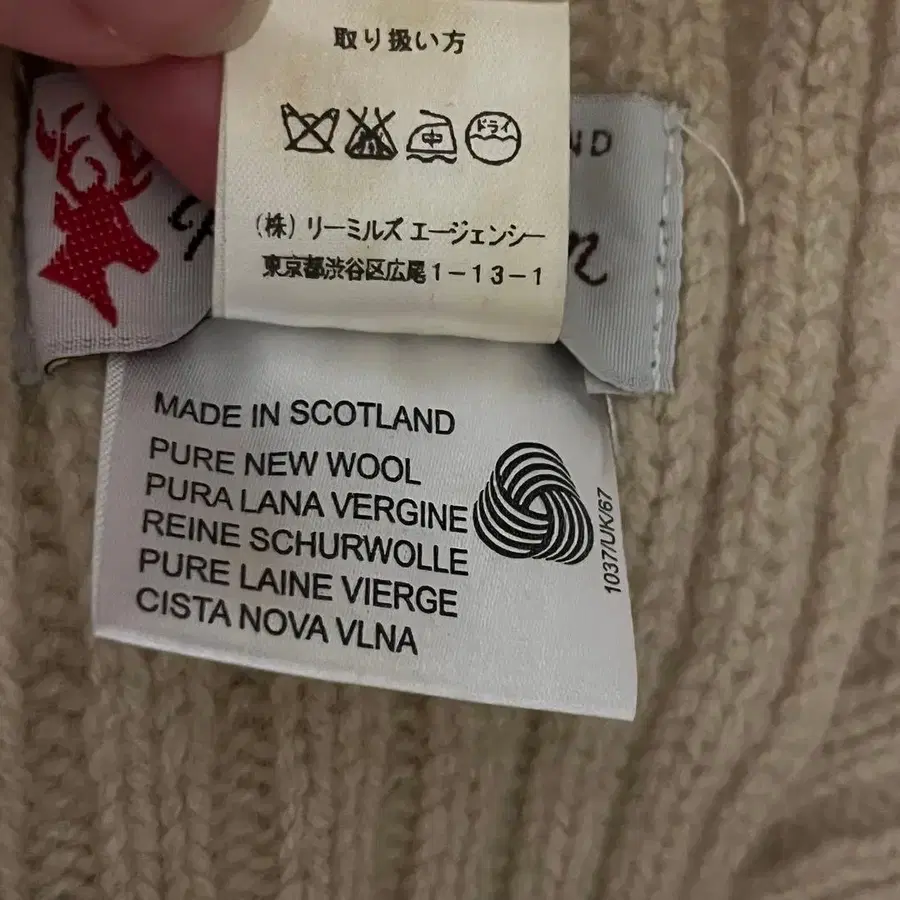 取り扱い方
中 ドライ
ND
(株) リーミルズ エージェンシー
東京都渋谷区広尾1-13-1
MADE IN SCOTLAND
PURE NEW WOOL
PURA LANA VERGINE
REINE SCHURWOLLE
PURE LAINE VIERGE
CISTA NOVA VLNA
1037/UK/67